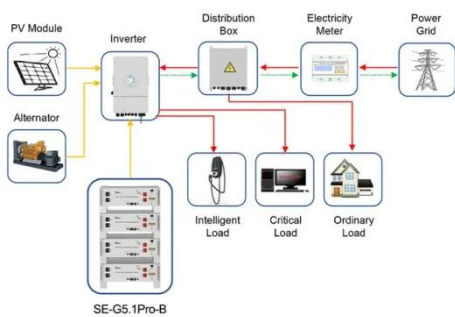 PV Module
Inverter
Distribution
Box
Electricity
Meter
Power
Grid
Alternator
Intelligent
Load
Critical
Load
Ordinary
Load
SE-G5.1Pro-B